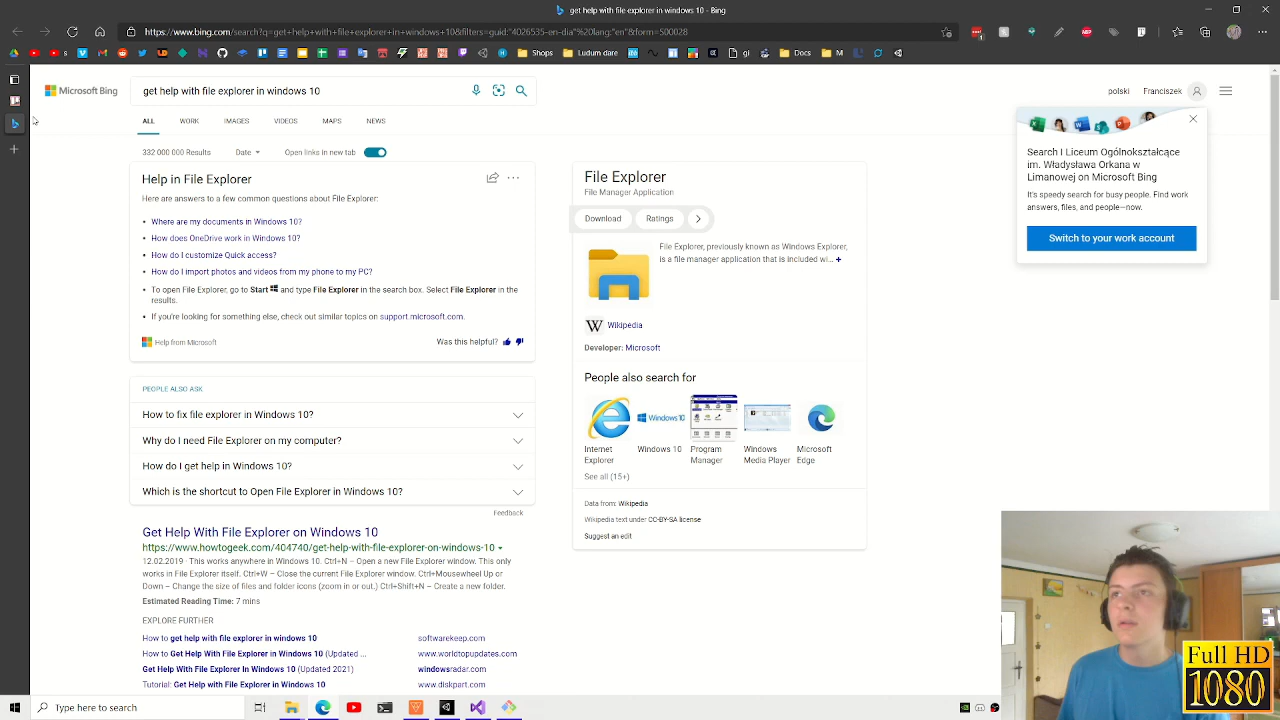 get help with file explorer in windows 10 - Bing
https://www.bing.com/search?q=get+help+with+file+explorer+in+windows+10&filters=guid:"4026535-en-dia%20lang;"en"&form=S00028
s
Shops
Ludum dare
Docs
M
Microsoft Bing
get help with file explorer in windows 10
polski
Franciszek
ALL
WORK
IMAGES
VIDEOS
MAPS
NEWS
332 000 000 Results
Date
Open links in new tab
Help in File Explorer
Here are answers to a few common questions about File Explorer:
• Where are my documents in Windows 10?
• How does OneDrive work in Windows 10?
• How do I customize Quick access?
• How do I import photos and videos from my phone to my PC?
• To open File Explorer, go to Start and type File Explorer in the search box. Select File Explorer in the
results.
• If you're looking for something else, check out similar topics on support.microsoft.com.
Help from Microsoft
Was this helpful?
PEOPLE ALSO ASK
How to fix file explorer in Windows 10?
Why do I need File Explorer on my computer?
How do I get help in Windows 10?
Which is the shortcut to Open File Explorer in Windows 10?
Feedback
Get Help With File Explorer on Windows 10
https://www.howtogeek.com/404740/get-help-with-file-explorer-on-windows-10
12.02.2019 · This works anywhere in Windows 10. Ctrl+N – Open a new File Explorer window. This only
works in File Explorer itself. Ctrl+W – Close the current File Explorer window. Ctrl+Mousewheel Up or
Down – Change the size of files and folder icons (zoom in or out.) Ctrl+Shift+N – Create a new folder.
Estimated Reading Time: 7 mins
EXPLORE FURTHER
How to get help with file explorer in windows 10
softwarekeep.com
How to Get Help With File Explorer in Windows 10 (Updated ...
www.worldtopupdates.com
Get Help With File Explorer In Windows 10 (Updated 2021)
windowsradar.com
Tutorial: Get Help with File Explorer in Windows 10
www.diskpart.com
File Explorer
File Manager Application
Download
Ratings
File Explorer, previously known as Windows Explorer,
is a file manager application that is included wi... +
W Wikipedia
Developer: Microsoft
People also search for
Windows 10
Internet
Explorer
Windows 10
Program
Manager
Windows
Media Player
Microsoft
Edge
See all (15+)
Data from: Wikipedia
Wikipedia text under CC-BY-SA license
Suggest an edit
Search I Liceum Ogólnokształcące
im. Władysława Orkana w
Limanowej on Microsoft Bing
It's speedy search for busy people. Find work
answers, files, and people—now.
Switch to your work account
Full HD
1080
Type here to search